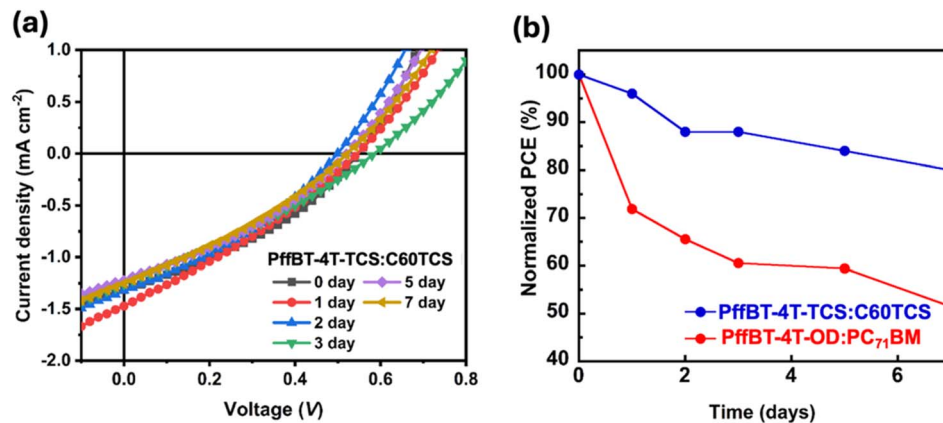 (a)
1.0
0.5
0.0
-0.5
-1.0
-1.5
-2.0
Current density (mA cm⁻²)
PffBT-4T-TCS:C60TCS
0 day 5 day
1 day 7 day
2 day
3 day
0.0 0.2 0.4 0.6 0.8
Voltage (V)
(b)
100
90
80
70
60
50
40
Normalized PCE (%)
PffBT-4T-TCS:C60TCS
PffBT-4T-OD:PC₇₁BM
0 2 4 6
Time (days)